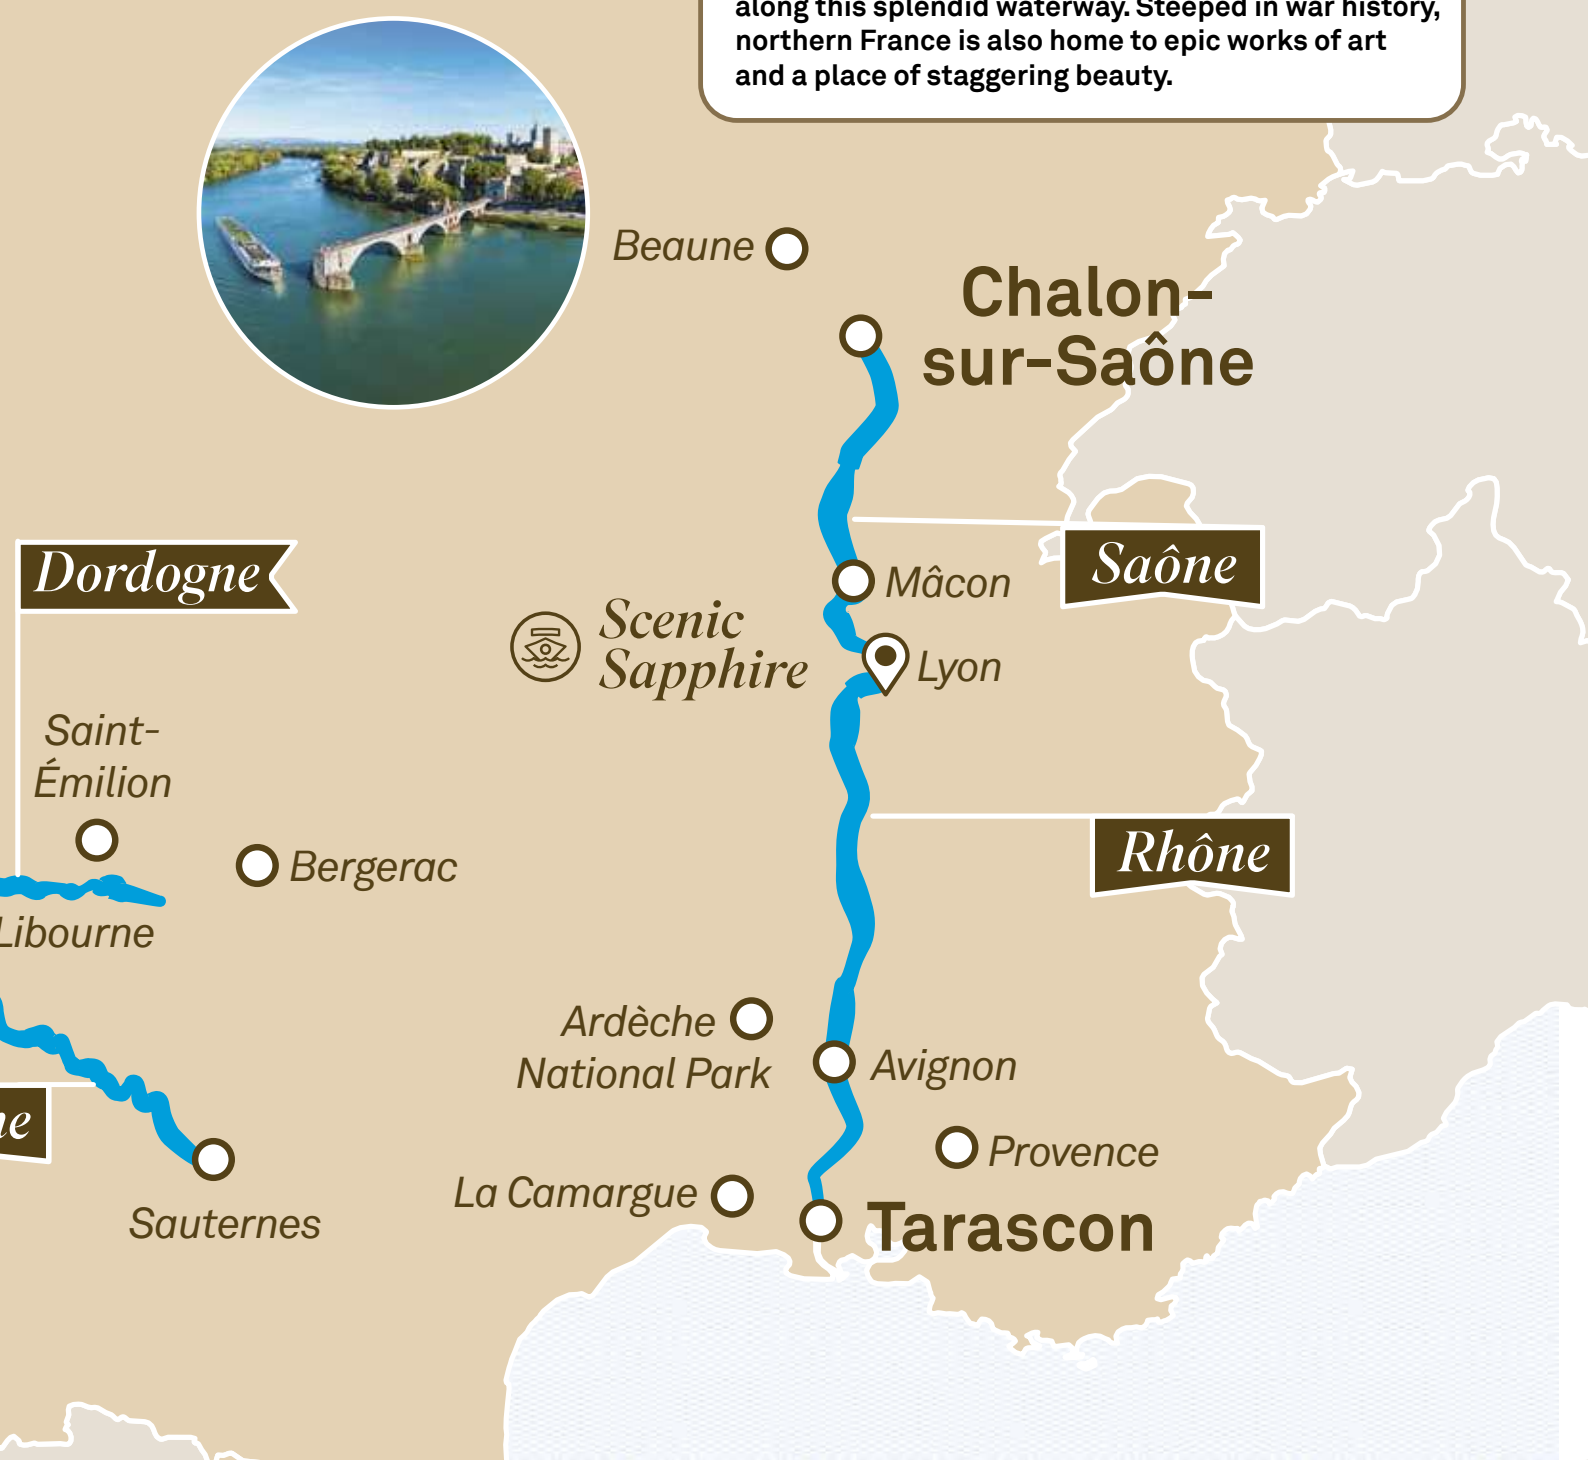 along this splendid waterway. Steeped in war history,
northern France is also home to epic works of art
and a place of staggering beauty.
Beaune
Chalon-
sur-Saône
Dordogne
Saône
Mâcon
Scenic
Sapphire
Lyon
Saint-
Émilion
Rhône
Bergerac
Libourne
Ardèche
National Park
Avignon
ne
Provence
La Camargue
Tarascon
Sauternes